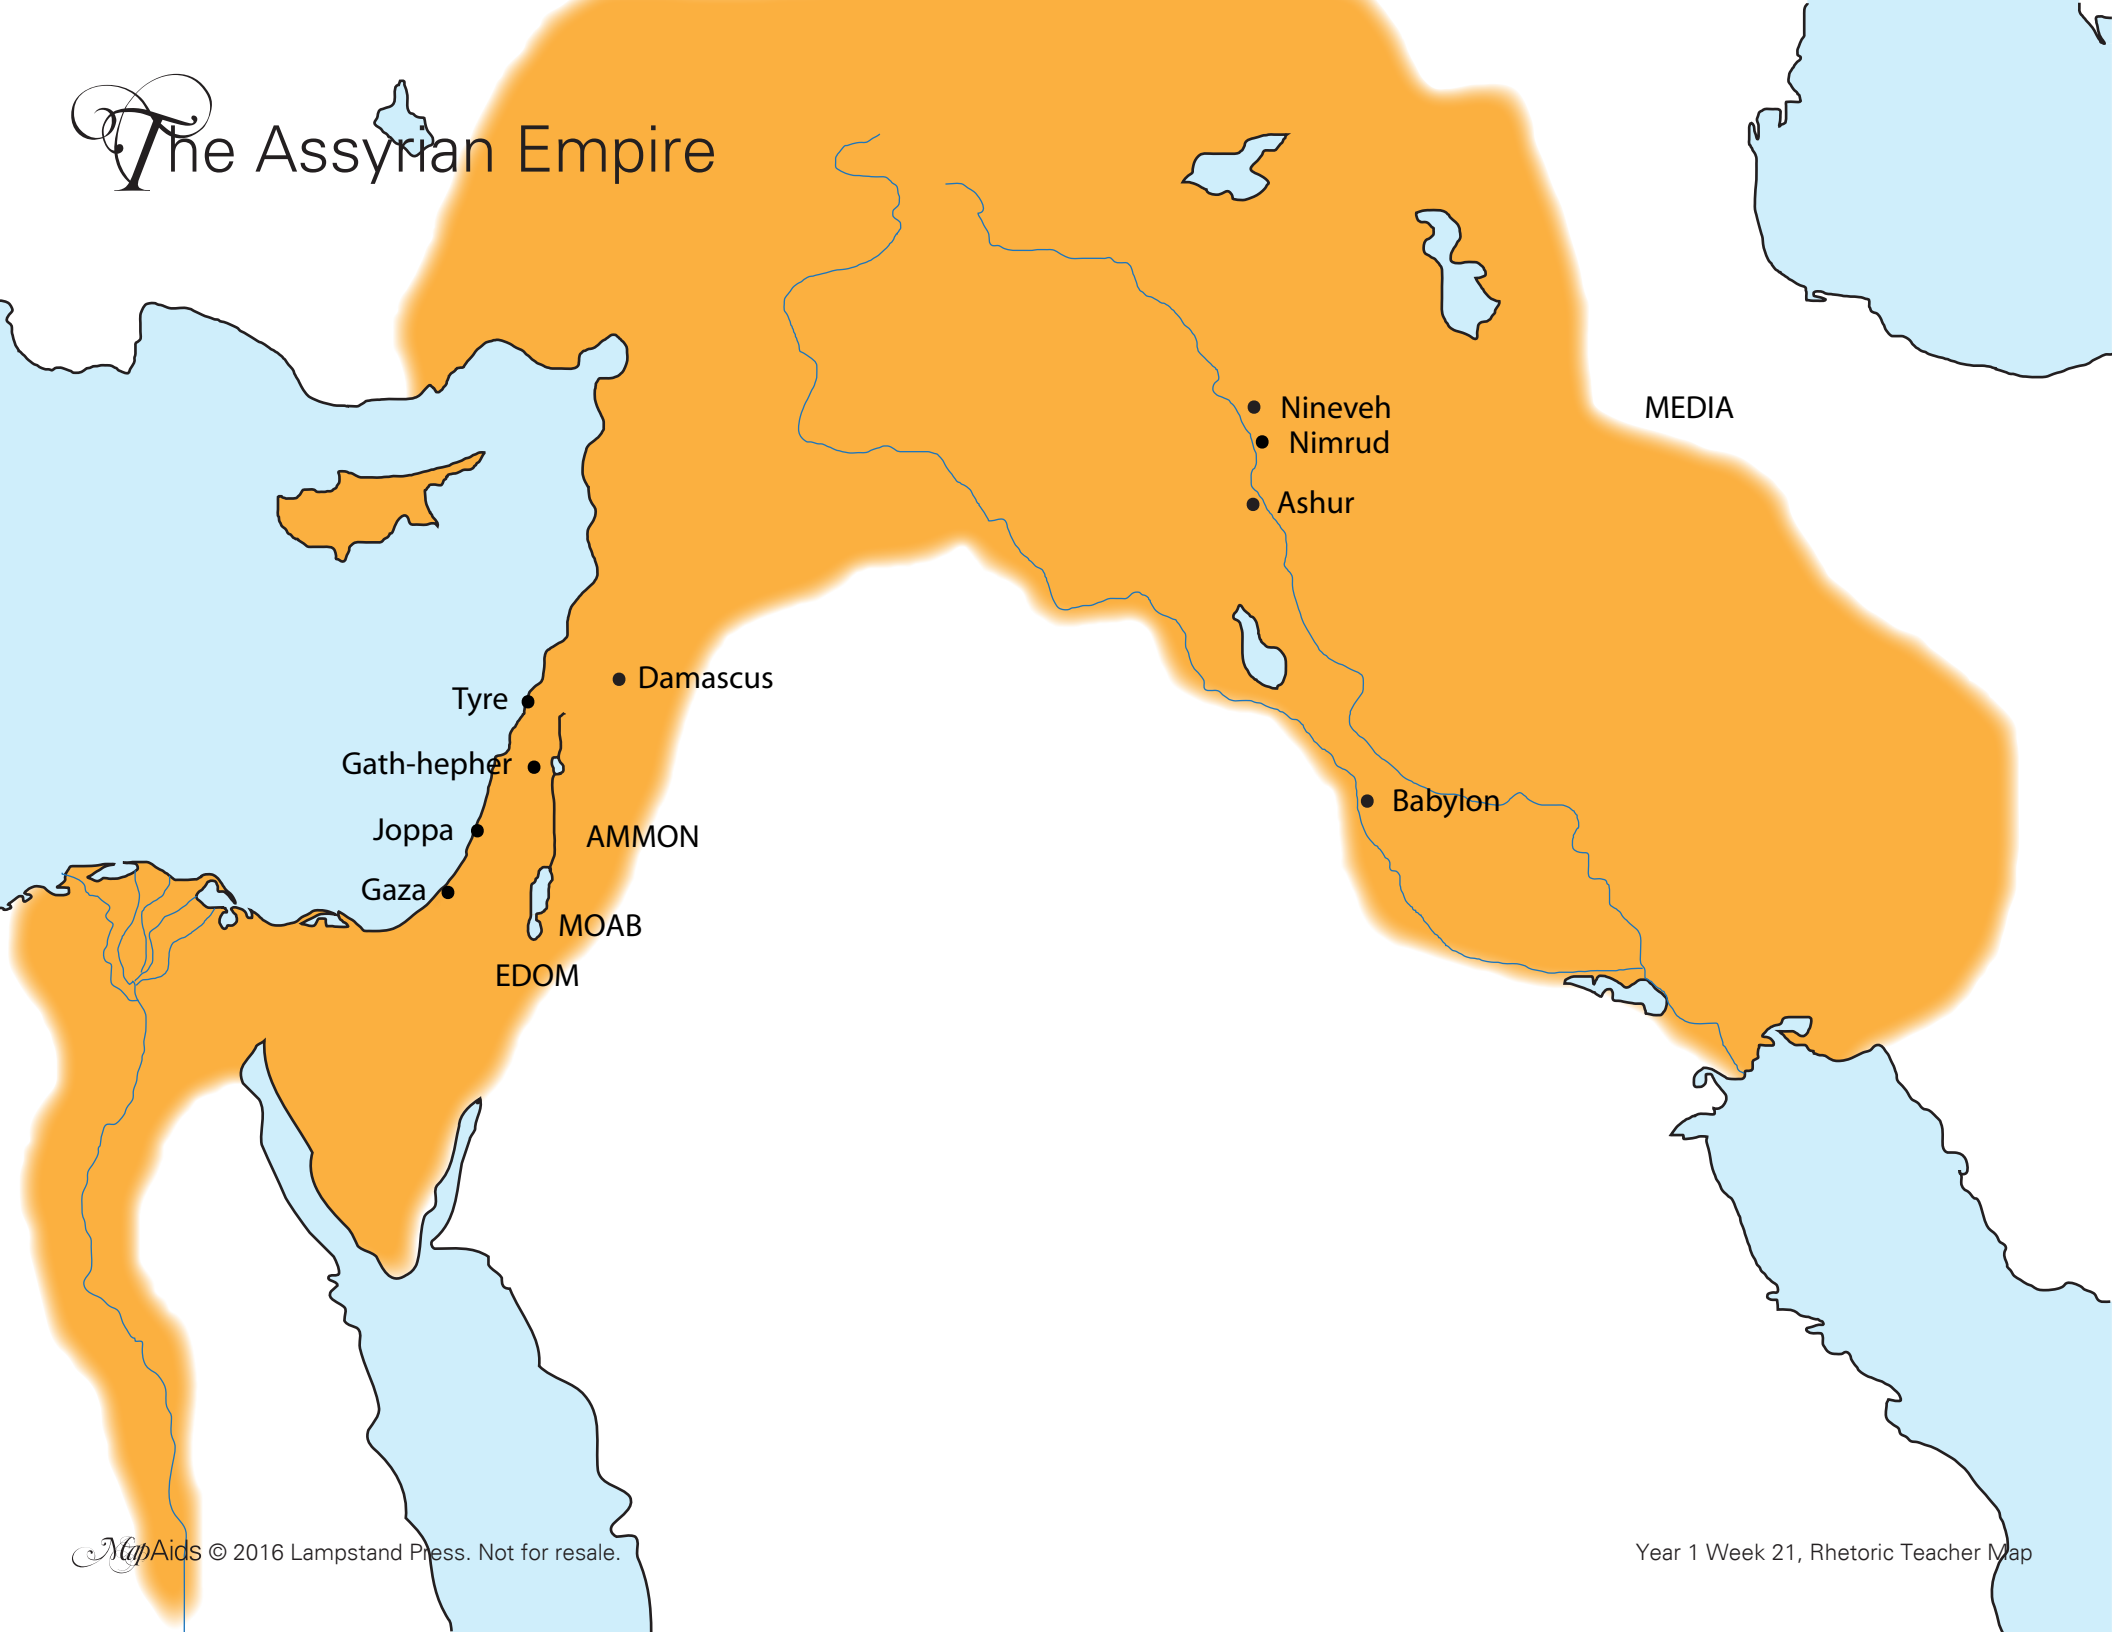 The Assyrian Empire
Nineveh
MEDIA
Nimrud
Ashur
Damascus
Tyre
Gath-hepher
Babylon
Joppa
AMMON
Gaza
MOAB
EDOM
MapAids © 2016 Lampstand Press. Not for resale.
Year 1 Week 21, Rhetoric Teacher Map